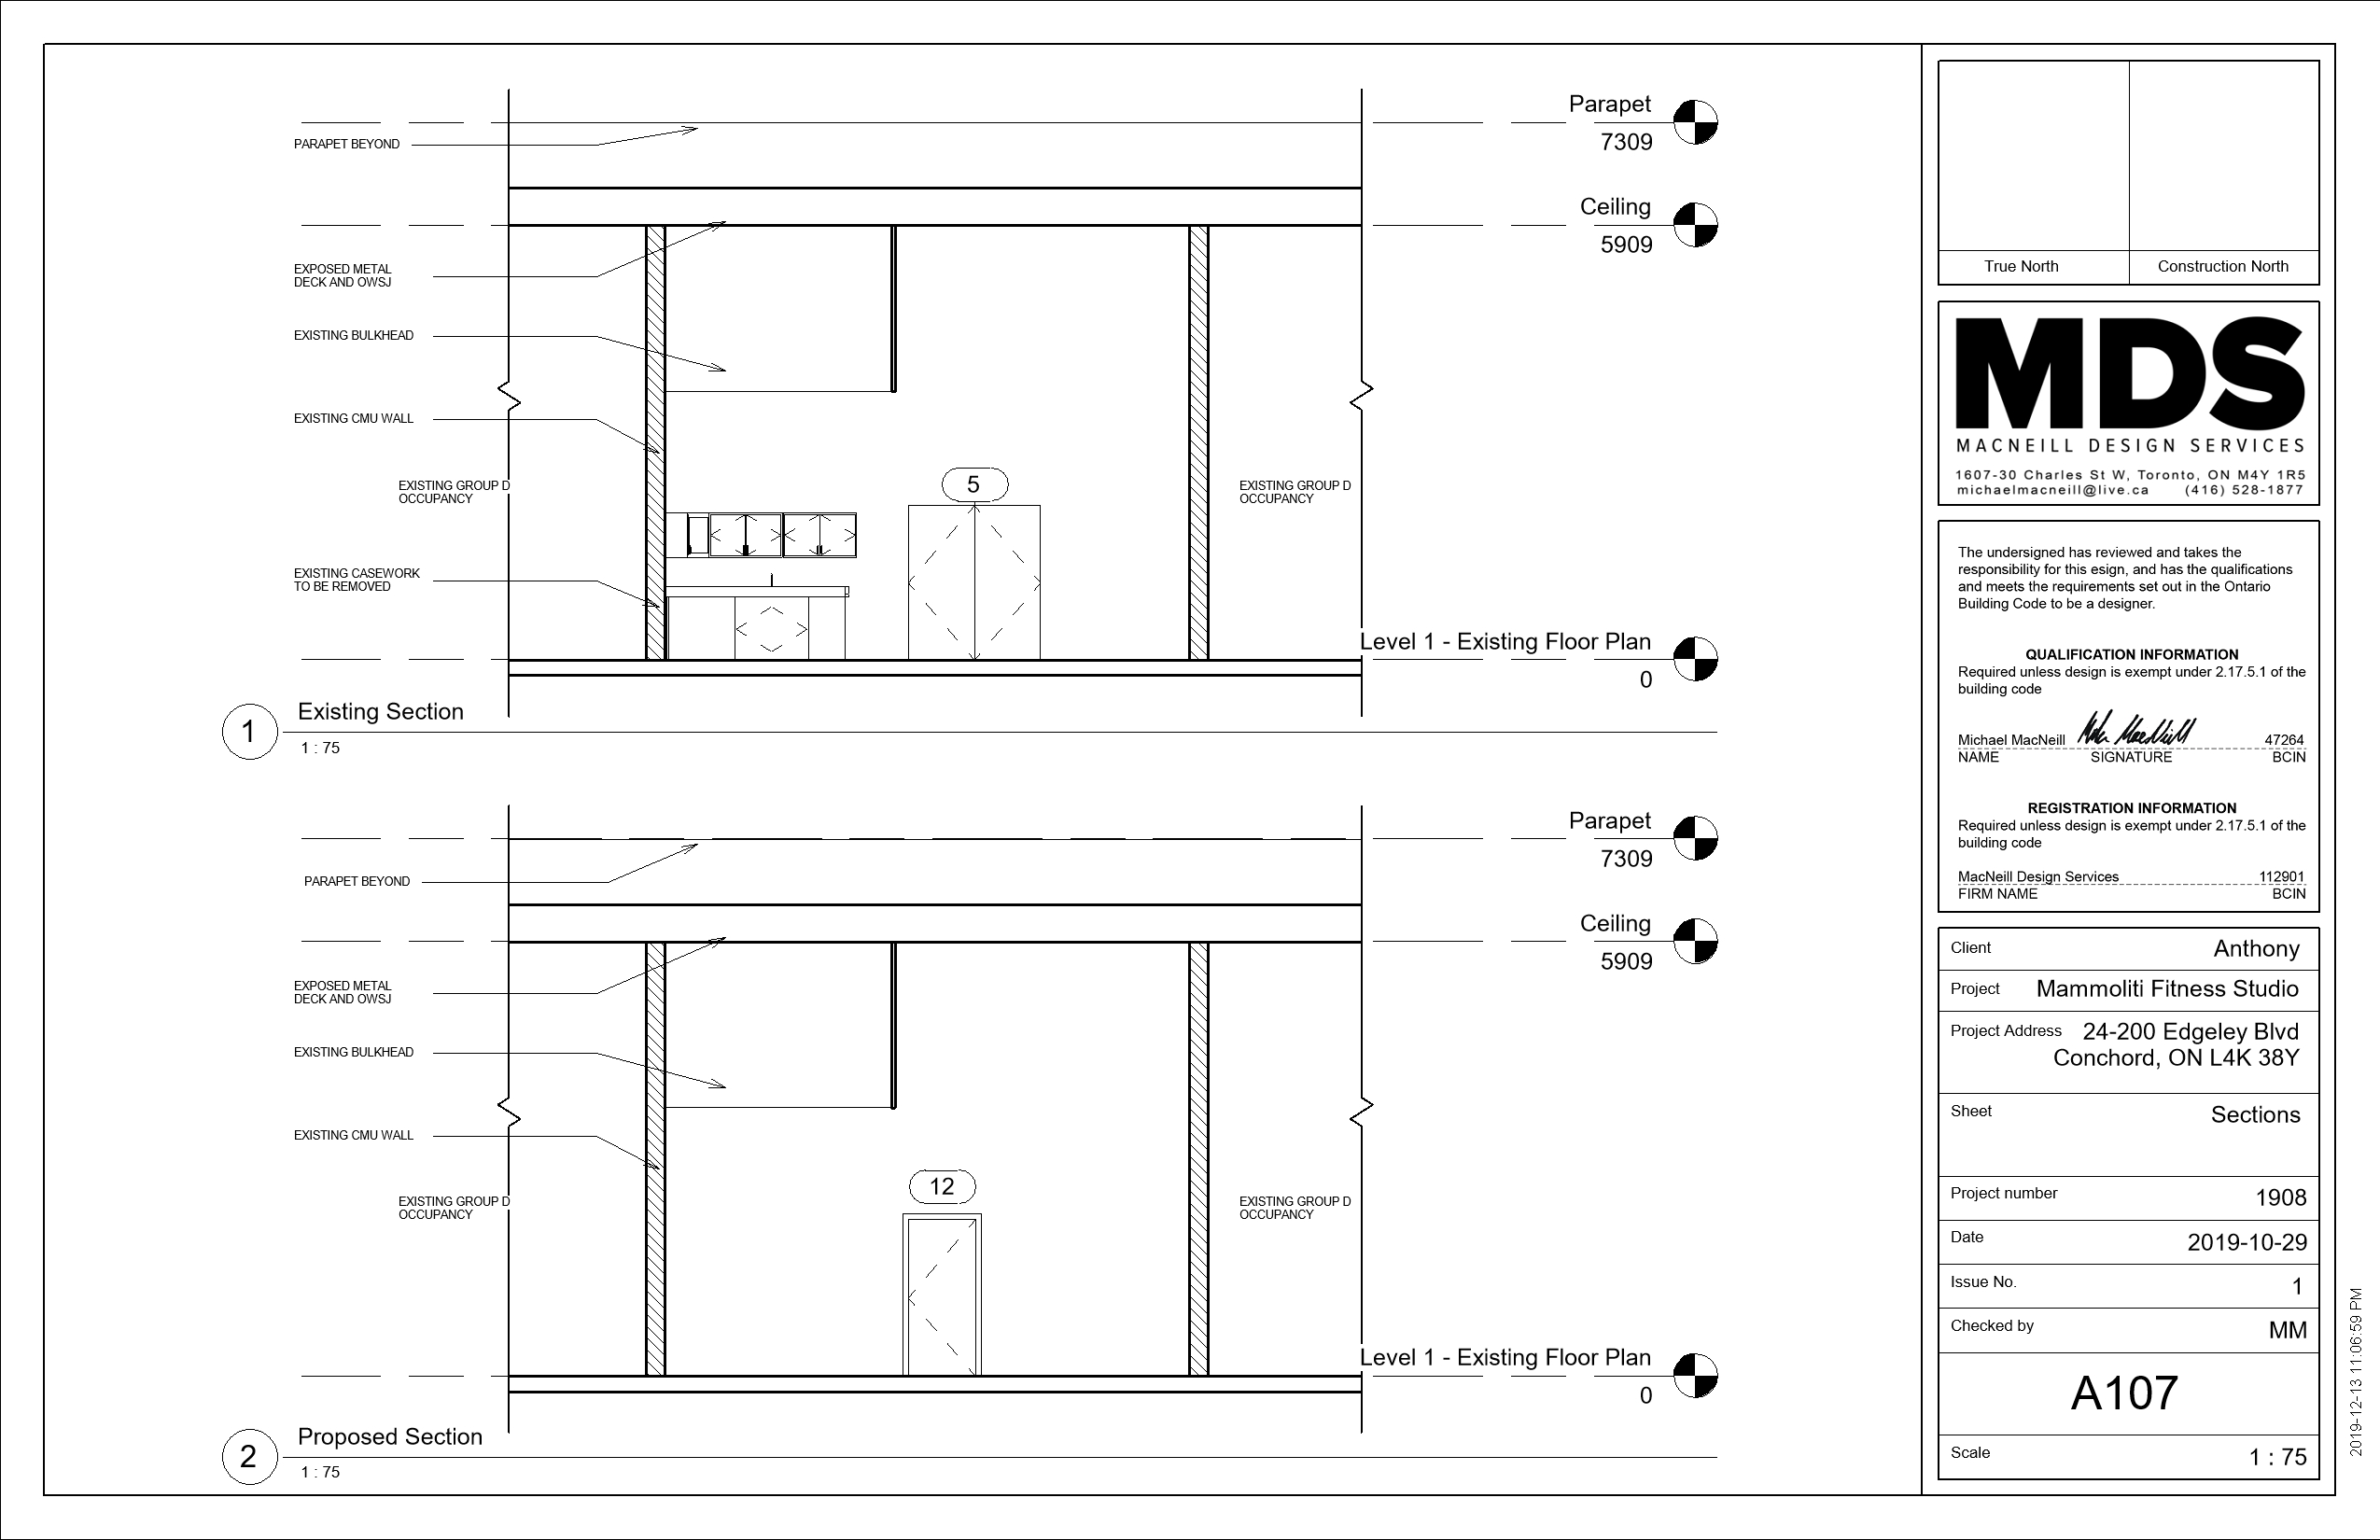 Parapet
7309
PARAPET BEYOND
Ceiling
5909
EXPOSED METAL
DECK AND OWSJ
EXISTING BULKHEAD
EXISTING CMU WALL
EXISTING GROUP D
OCCUPANCY
5
EXISTING GROUP D
OCCUPANCY
EXISTING CASEWORK
TO BE REMOVED
Level 1 - Existing Floor Plan
0
1
Existing Section
1 : 75
Parapet
7309
PARAPET BEYOND
Ceiling
5909
EXPOSED METAL
DECK AND OWSJ
EXISTING BULKHEAD
EXISTING CMU WALL
EXISTING GROUP D
OCCUPANCY
12
EXISTING GROUP D
OCCUPANCY
Level 1 - Existing Floor Plan
0
2
Proposed Section
1 : 75
True North
Construction North
MDS
MACNEILL DESIGN SERVICES
1607-30 Charles St W, Toronto, ON M4Y 1R5
michaelmacneill@live.ca (416) 528-1877
The undersigned has reviewed and takes the
responsibility for this esign, and has the qualifications
and meets the requirements set out in the Ontario
Building Code to be a designer.
QUALIFICATION INFORMATION
Required unless design is exempt under 2.17.5.1 of the
building code
Michael MacNeill Mike MacNeill 47264
NAME SIGNATURE BCIN
REGISTRATION INFORMATION
Required unless design is exempt under 2.17.5.1 of the
building code
MacNeill Design Services 112901
FIRM NAME BCIN
Client Anthony
Project Mammoliti Fitness Studio
Project Address 24-200 Edgeley Blvd
Conchord, ON L4K 38Y
Sheet Sections
Project number 1908
Date 2019-10-29
Issue No. 1
Checked by MM
A107
Scale 1 : 75
2019-12-13 11:06:59 PM